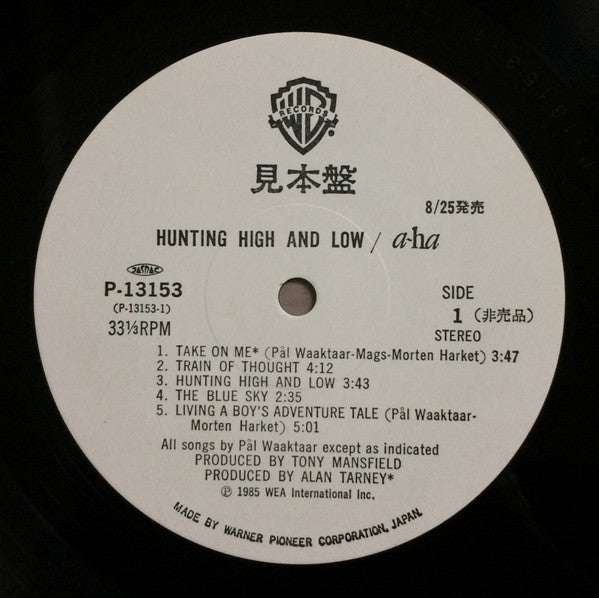 WB
RECORDS
®
見本盤
8/25発売
HUNTING HIGH AND LOW / a-ha
JASRAC
P-13153
(P-13153-1)
33⅓RPM
SIDE
1 (非売品)
STEREO
1. TAKE ON ME* (Pål Waaktaar-Mags-Morten Harket) 3:47
2. TRAIN OF THOUGHT 4:12
3. HUNTING HIGH AND LOW 3:43
4. THE BLUE SKY 2:35
5. LIVING A BOY'S ADVENTURE TALE (Pål Waaktaar-
Morten Harket) 5:01
All songs by Pål Waaktaar except as indicated
PRODUCED BY TONY MANSFIELD
PRODUCED BY ALAN TARNEY*
℗ 1985 WEA International Inc.
MADE BY WARNER PIONEER CORPORATION, JAPAN.